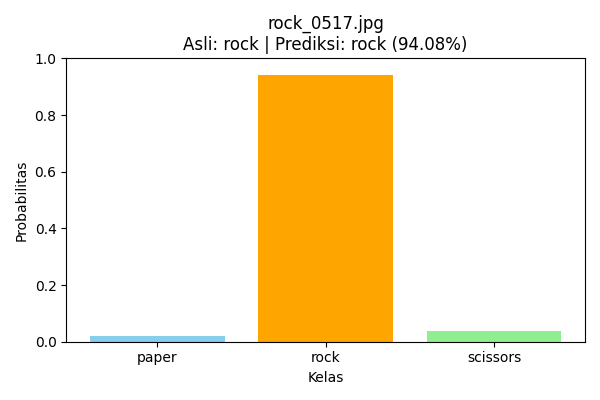 rock_0517.jpg
Asli: rock | Prediksi: rock (94.08%)
1.0
0.8
0.6
0.4
0.2
0.0
Probabilitas
paper
rock
scissors
Kelas